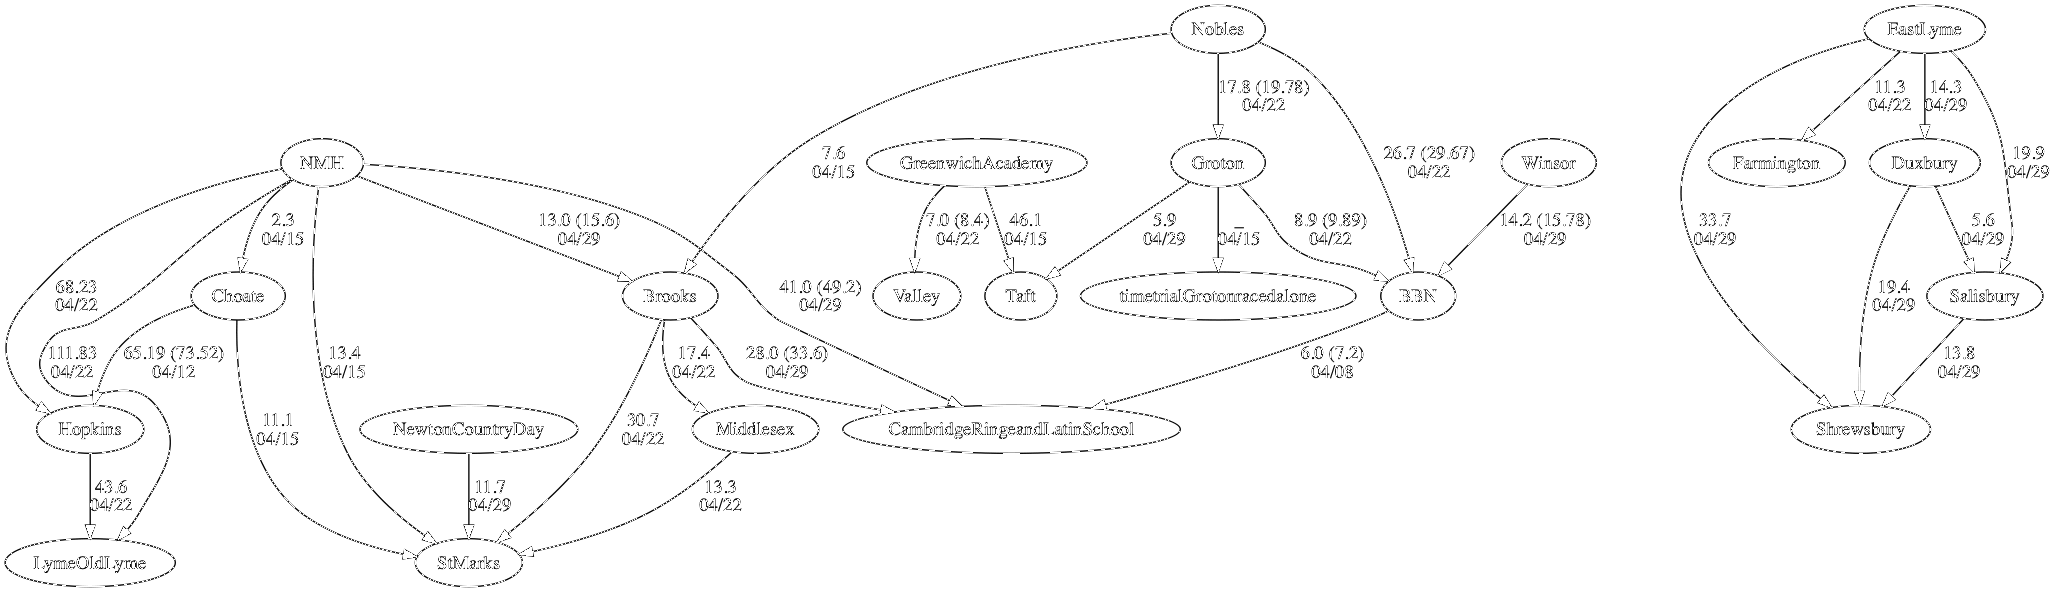 Nobles
EastLyme
17.8 (19.78)
04/22
11.3
04/22
14.3
04/29
NMH
7.6
04/15
GreenwichAcademy
Groton
26.7 (29.67)
04/22
Winsor
Farmington
Duxbury
19.9
04/29
2.3
04/15
13.0 (15.6)
04/29
7.0 (8.4)
04/22
46.1
04/15
5.9
04/29
_
04/15
8.9 (9.89)
04/22
14.2 (15.78)
04/29
33.7
04/29
5.6
04/29
68.23
04/22
Choate
41.0 (49.2)
04/29
Brooks
Valley
Taft
timetrialGrotonracedalone
BBN
19.4
04/29
Salisbury
111.83
04/22
65.19 (73.52)
04/12
13.4
04/15
17.4
04/22
28.0 (33.6)
04/29
6.0 (7.2)
04/08
13.8
04/29
Hopkins
11.1
04/15
NewtonCountryDay
30.7
04/22
Middlesex
CambridgeRingeandLatinSchool
Shrewsbury
43.6
04/22
11.7
04/29
13.3
04/22
LymeOldLyme
StMarks